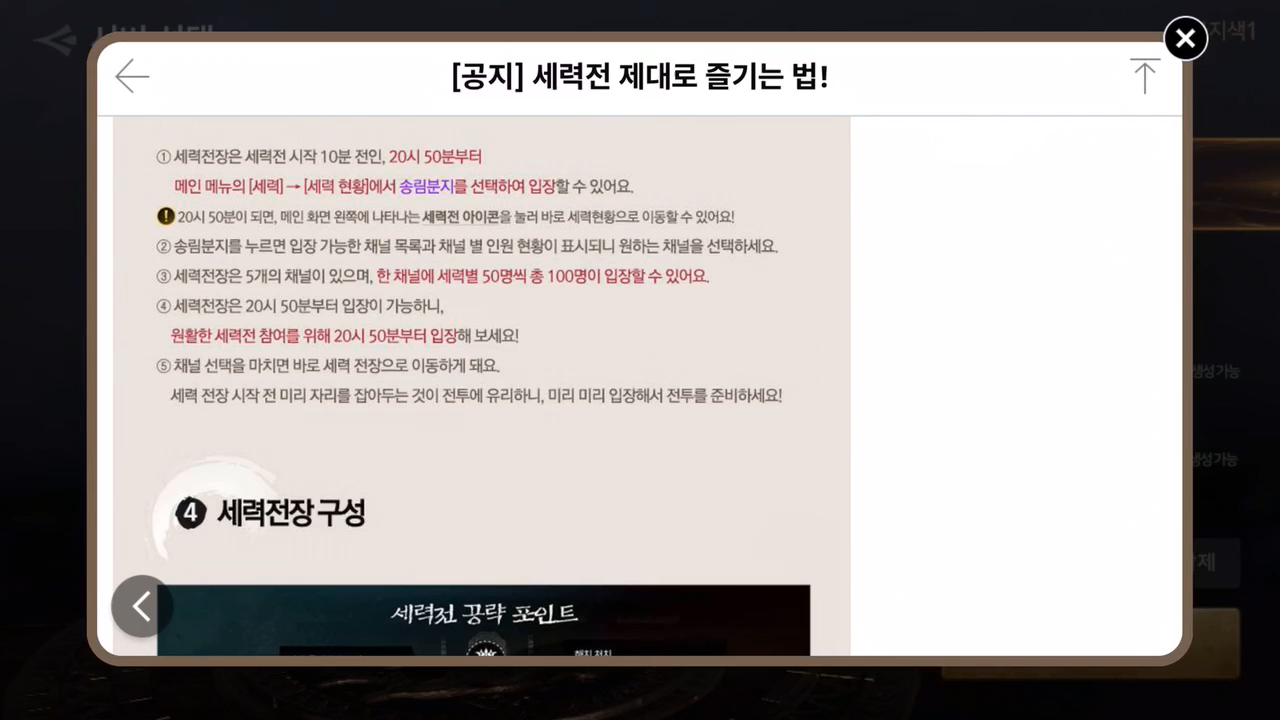 [공지] 세력전 제대로 즐기는 법!
① 세력전장은 세력전 시작 10분 전인, 20시 50분부터
메인 메뉴의 [세력] → [세력 현황]에서 송림분지를 선택하여 입장할 수 있어요.
! 20시 50분이 되면, 메인 화면 왼쪽에 나타나는 세력전 아이콘을 눌러 바로 세력현황으로 이동할 수 있어요!
② 송림분지를 누르면 입장 가능한 채널 목록과 채널 별 인원 현황이 표시되니 원하는 채널을 선택하세요.
③ 세력전장은 5개의 채널이 있으며, 한 채널에 세력별 50명씩 총 100명이 입장할 수 있어요.
④ 세력전장은 20시 50분부터 입장이 가능하니,
원활한 세력전 참여를 위해 20시 50분부터 입장해 보세요!
⑤ 채널 선택을 마치면 바로 세력 전장으로 이동하게 돼요.
세력 전장 시작 전 미리 자리를 잡아두는 것이 전투에 유리하니, 미리 미리 입장해서 전투를 준비하세요!
4 세력전장 구성
세력전 공략 포인트
생성가능
생성가능